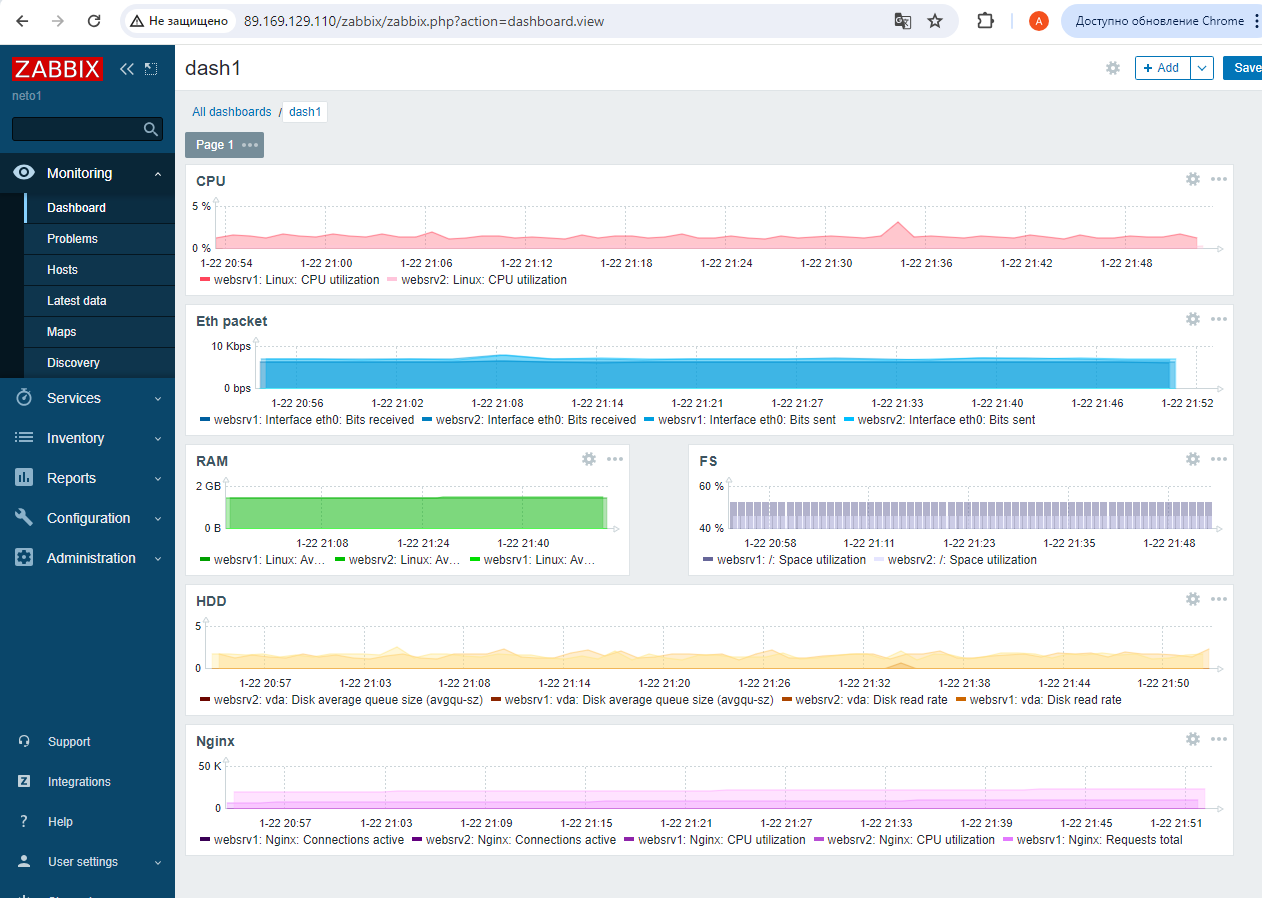 Не защищено 89.169.129.110/zabbix/zabbix.php?action=dashboard.view A Доступно обновление Chrome
ZABBIX
neto1
Monitoring
Dashboard
Problems
Hosts
Latest data
Maps
Discovery
Services
Inventory
Reports
Configuration
Administration
Support
Z Integrations
? Help
User settings
dash1
+ Add
Save
All dashboards / dash1
Page 1
CPU
5 %
0 %
1-22 20:54 1-22 21:00 1-22 21:06 1-22 21:12 1-22 21:18 1-22 21:24 1-22 21:30 1-22 21:36 1-22 21:42 1-22 21:48
websrv1: Linux: CPU utilization websrv2: Linux: CPU utilization
Eth packet
10 Kbps
0 bps
1-22 20:56 1-22 21:02 1-22 21:08 1-22 21:14 1-22 21:21 1-22 21:27 1-22 21:33 1-22 21:40 1-22 21:46 1-22 21:52
websrv1: Interface eth0: Bits received websrv2: Interface eth0: Bits received websrv1: Interface eth0: Bits sent websrv2: Interface eth0: Bits sent
RAM
2 GB
0 B
1-22 21:08 1-22 21:24 1-22 21:40
websrv1: Linux: Av... websrv2: Linux: Av... websrv1: Linux: Av...
FS
60 %
40 %
1-22 20:58 1-22 21:11 1-22 21:23 1-22 21:35 1-22 21:48
websrv1: /: Space utilization websrv2: /: Space utilization
HDD
5
0
1-22 20:57 1-22 21:03 1-22 21:08 1-22 21:14 1-22 21:20 1-22 21:26 1-22 21:32 1-22 21:38 1-22 21:44 1-22 21:50
websrv2: vda: Disk average queue size (avgqu-sz) websrv1: vda: Disk average queue size (avgqu-sz) websrv2: vda: Disk read rate websrv1: vda: Disk read rate
Nginx
50 K
0
1-22 20:57 1-22 21:03 1-22 21:09 1-22 21:15 1-22 21:21 1-22 21:27 1-22 21:33 1-22 21:39 1-22 21:45 1-22 21:51
websrv1: Nginx: Connections active websrv2: Nginx: Connections active websrv1: Nginx: CPU utilization websrv2: Nginx: CPU utilization websrv1: Nginx: Requests total